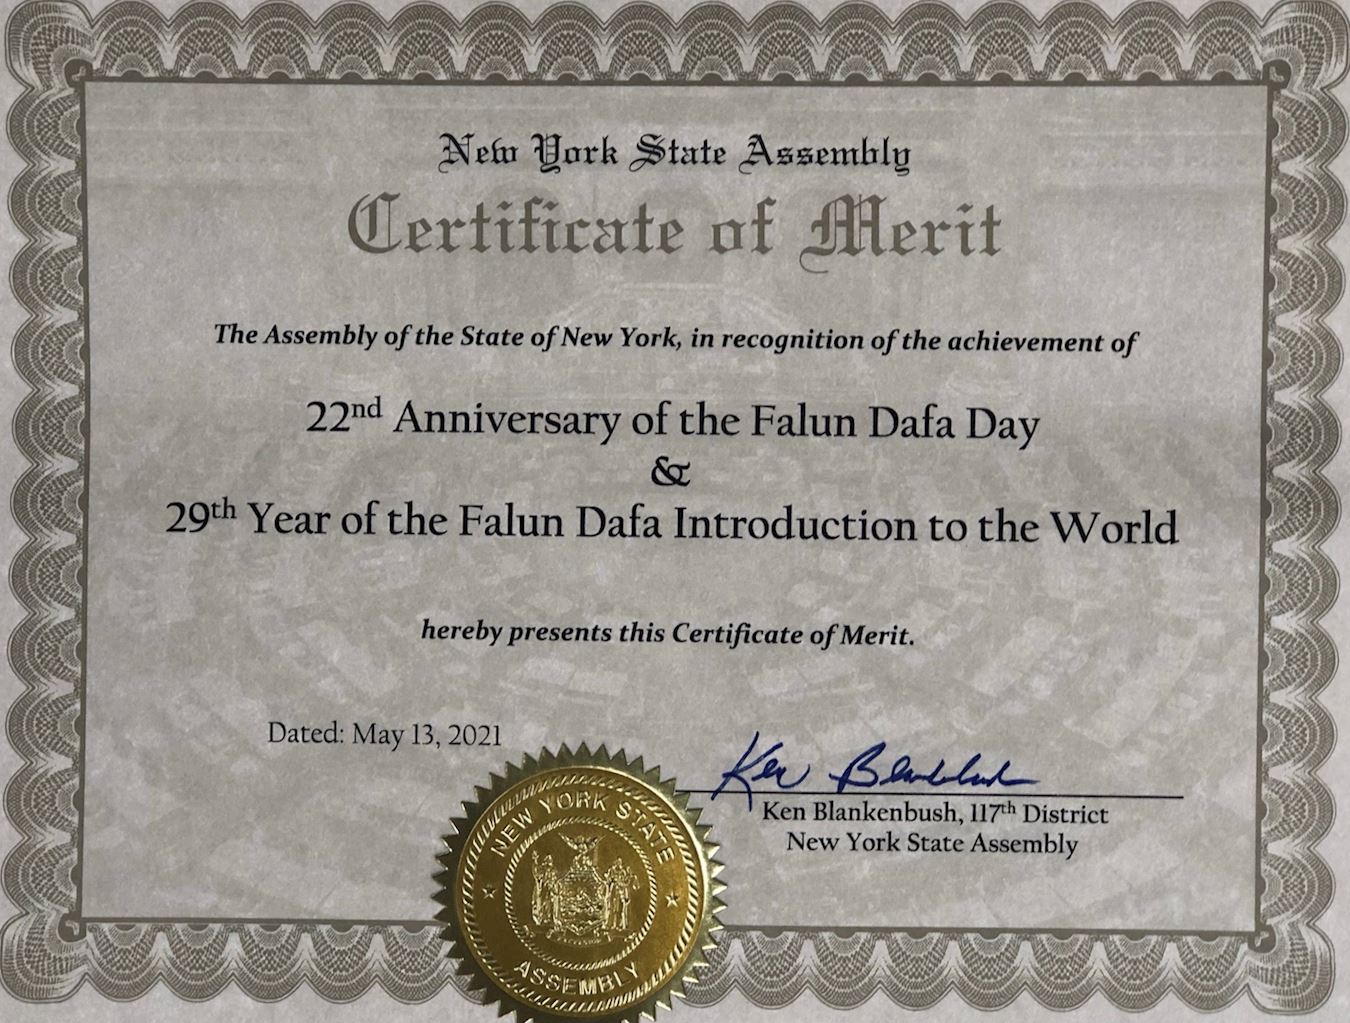 New York State Assembly
Certificate of Merit
The Assembly of the State of New York, in recognition of the achievement of
22nd Anniversary of the Falun Dafa Day
&
29th Year of the Falun Dafa Introduction to the World
hereby presents this Certificate of Merit.
Dated: May 13, 2021
Ken Blankenbush
Ken Blankenbush, 117th District
New York State Assembly
NEW YORK STATE
ASSEMBLY